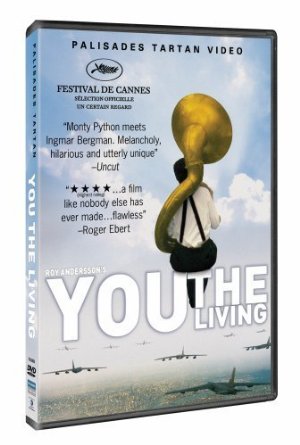 PALISADES TARTAN VIDEO
FESTIVAL DE CANNES
SÉLECTION OFFICIELLE
UN CERTAIN REGARD
"Monty Python meets
Ingmar Bergman. Melancholy,
hilarious and utterly unique"
–Uncut
"★★★★...a film
(highest rating)
like nobody else has
ever made...flawless"
–Roger Ebert
ROY ANDERSSON'S
YOU THE
LIVING
PALISADES TARTAN
YOU THE LIVING
DVD